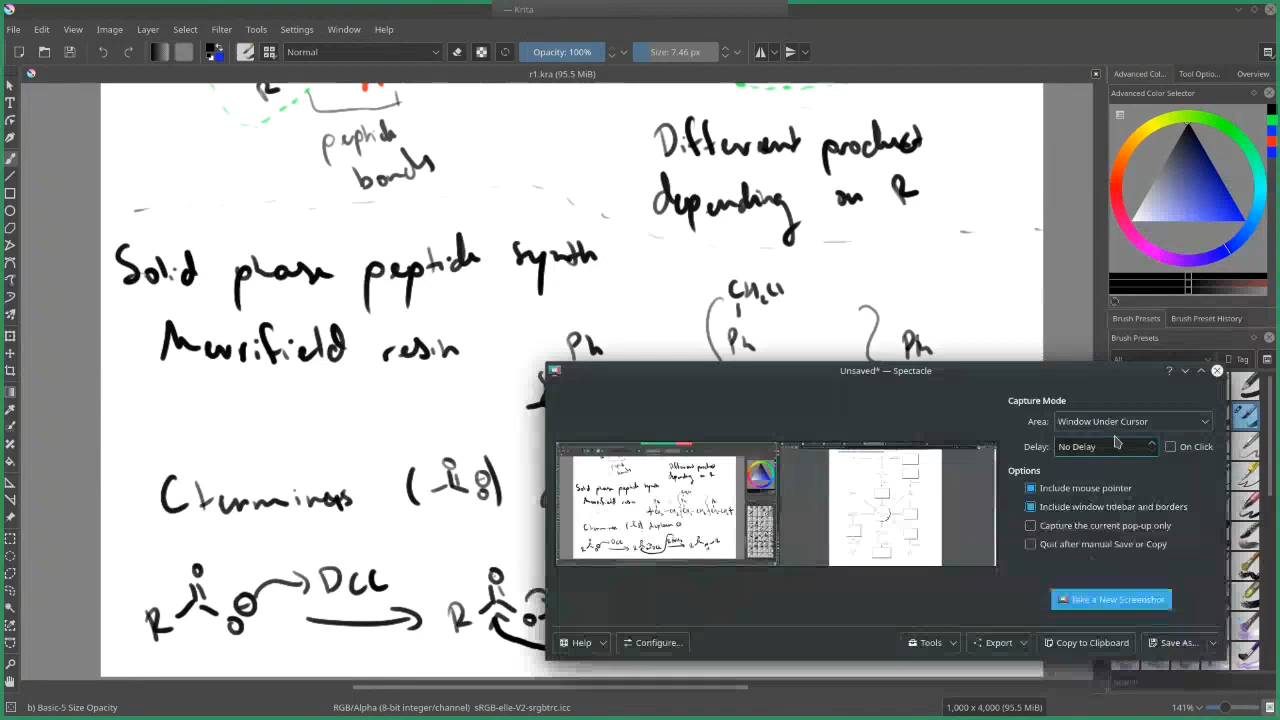 — Krita
File Edit View Image Layer Select Filter Tools Settings Window Help
Normal Opacity: 100% Size: 7.46 px
r1.kra (95.5 MiB)
Advanced Col... Tool Optio... Overview
Advanced Color Selector
R
peptide
bonds
Different product
depending on R
Solid phase peptide synth
Merrifield resin
Ph
CH2Cl
Ph
Ph
C terminus
O
O
R
O
O
DCC
R
O
O
Brush Presets Brush Preset History
Brush Presets
All Tag
Unsaved* — Spectacle
Capture Mode
Area: Window Under Cursor
Delay: No Delay On Click
Options
Include mouse pointer
Include window titlebar and borders
Capture the current pop-up only
Quit after manual Save or Copy
Take a New Screenshot
Help Configure... Tools Export Copy to Clipboard Save As...
b) Basic-5 Size Opacity RGB/Alpha (8-bit integer/channel) sRGB-elle-V2-srgbtrc.icc 1,000 x 4,000 (95.5 MiB) 141%